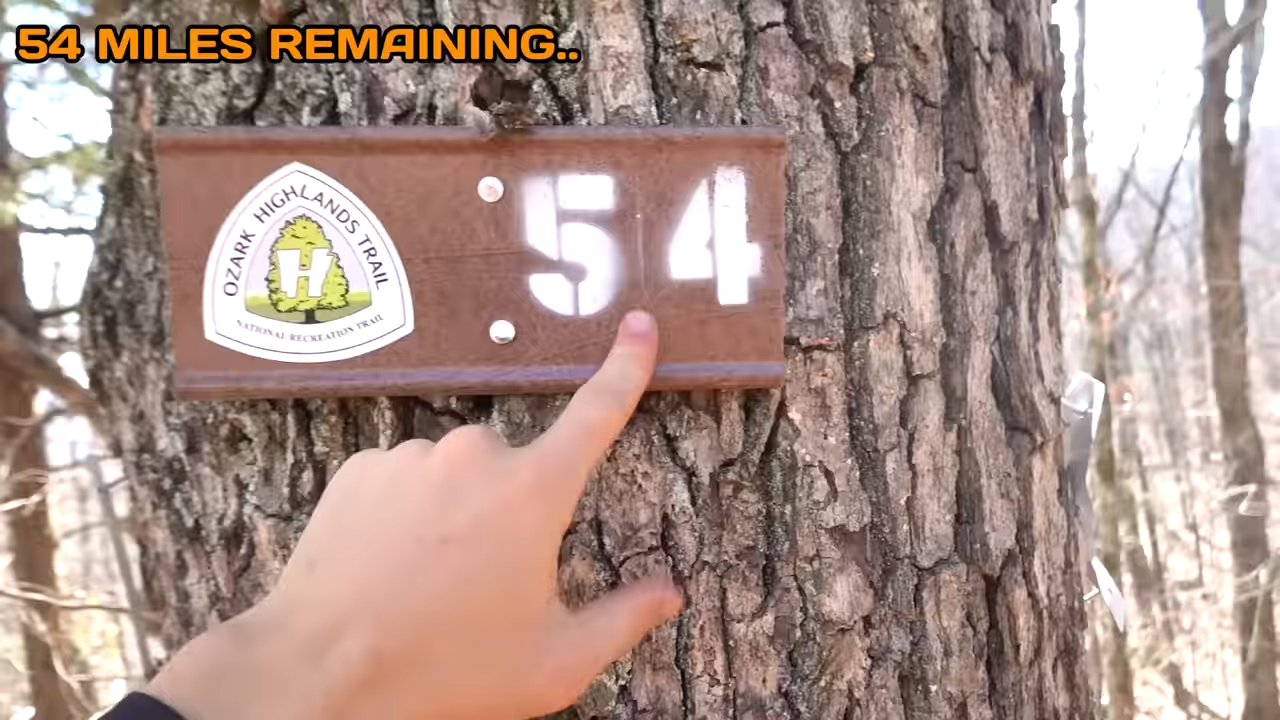 54 MILES REMAINING..
OZARK HIGHLANDS TRAIL
H
NATIONAL RECREATION TRAIL
54